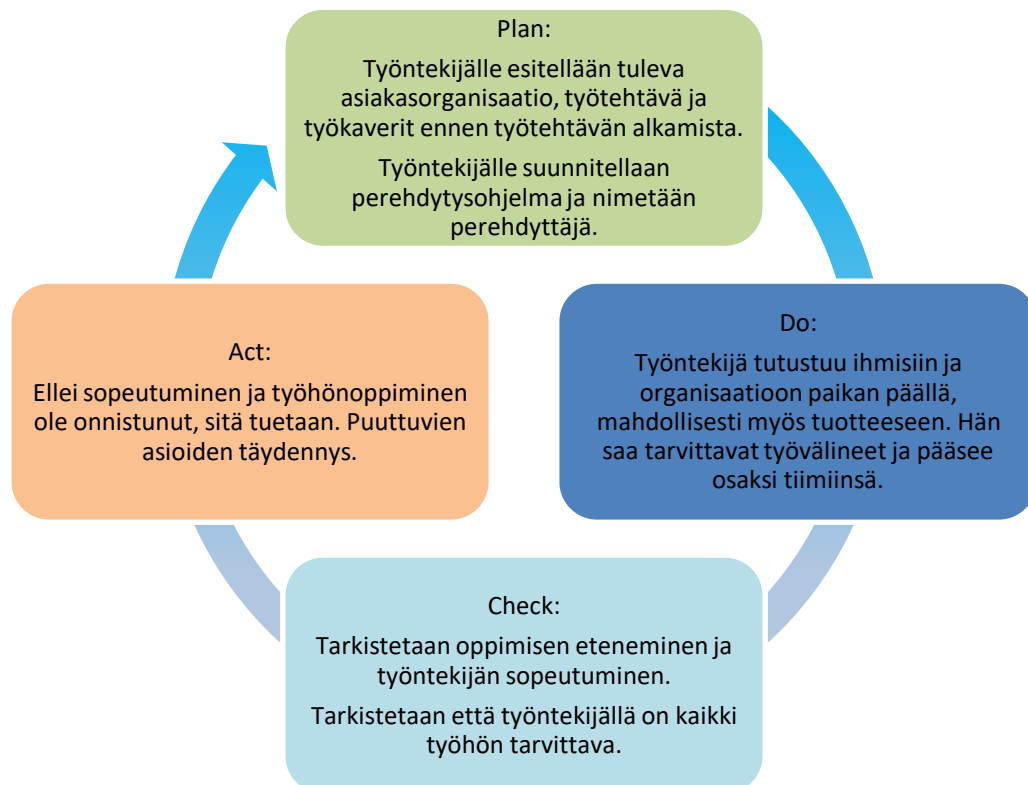 Plan:
Työntekijälle esitellään tuleva
asiakasorganisaatio, työtehtävä ja
työkaverit ennen työtehtävän alkamista.
Työntekijälle suunnitellaan
perehdytysohjelma ja nimetään
perehdyttäjä.
Do:
Työntekijä tutustuu ihmisiin ja
organisaatioon paikan päällä,
mahdollisesti myös tuotteeseen. Hän
saa tarvittavat työvälineet ja pääsee
osaksi tiimiinsä.
Check:
Tarkistetaan oppimisen eteneminen ja
työntekijän sopeutuminen.
Tarkistetaan että työntekijällä on kaikki
työhön tarvittava.
Act:
Ellei sopeutuminen ja työhönoppiminen
ole onnistunut, sitä tuetaan. Puuttuvien
asioiden täydennys.